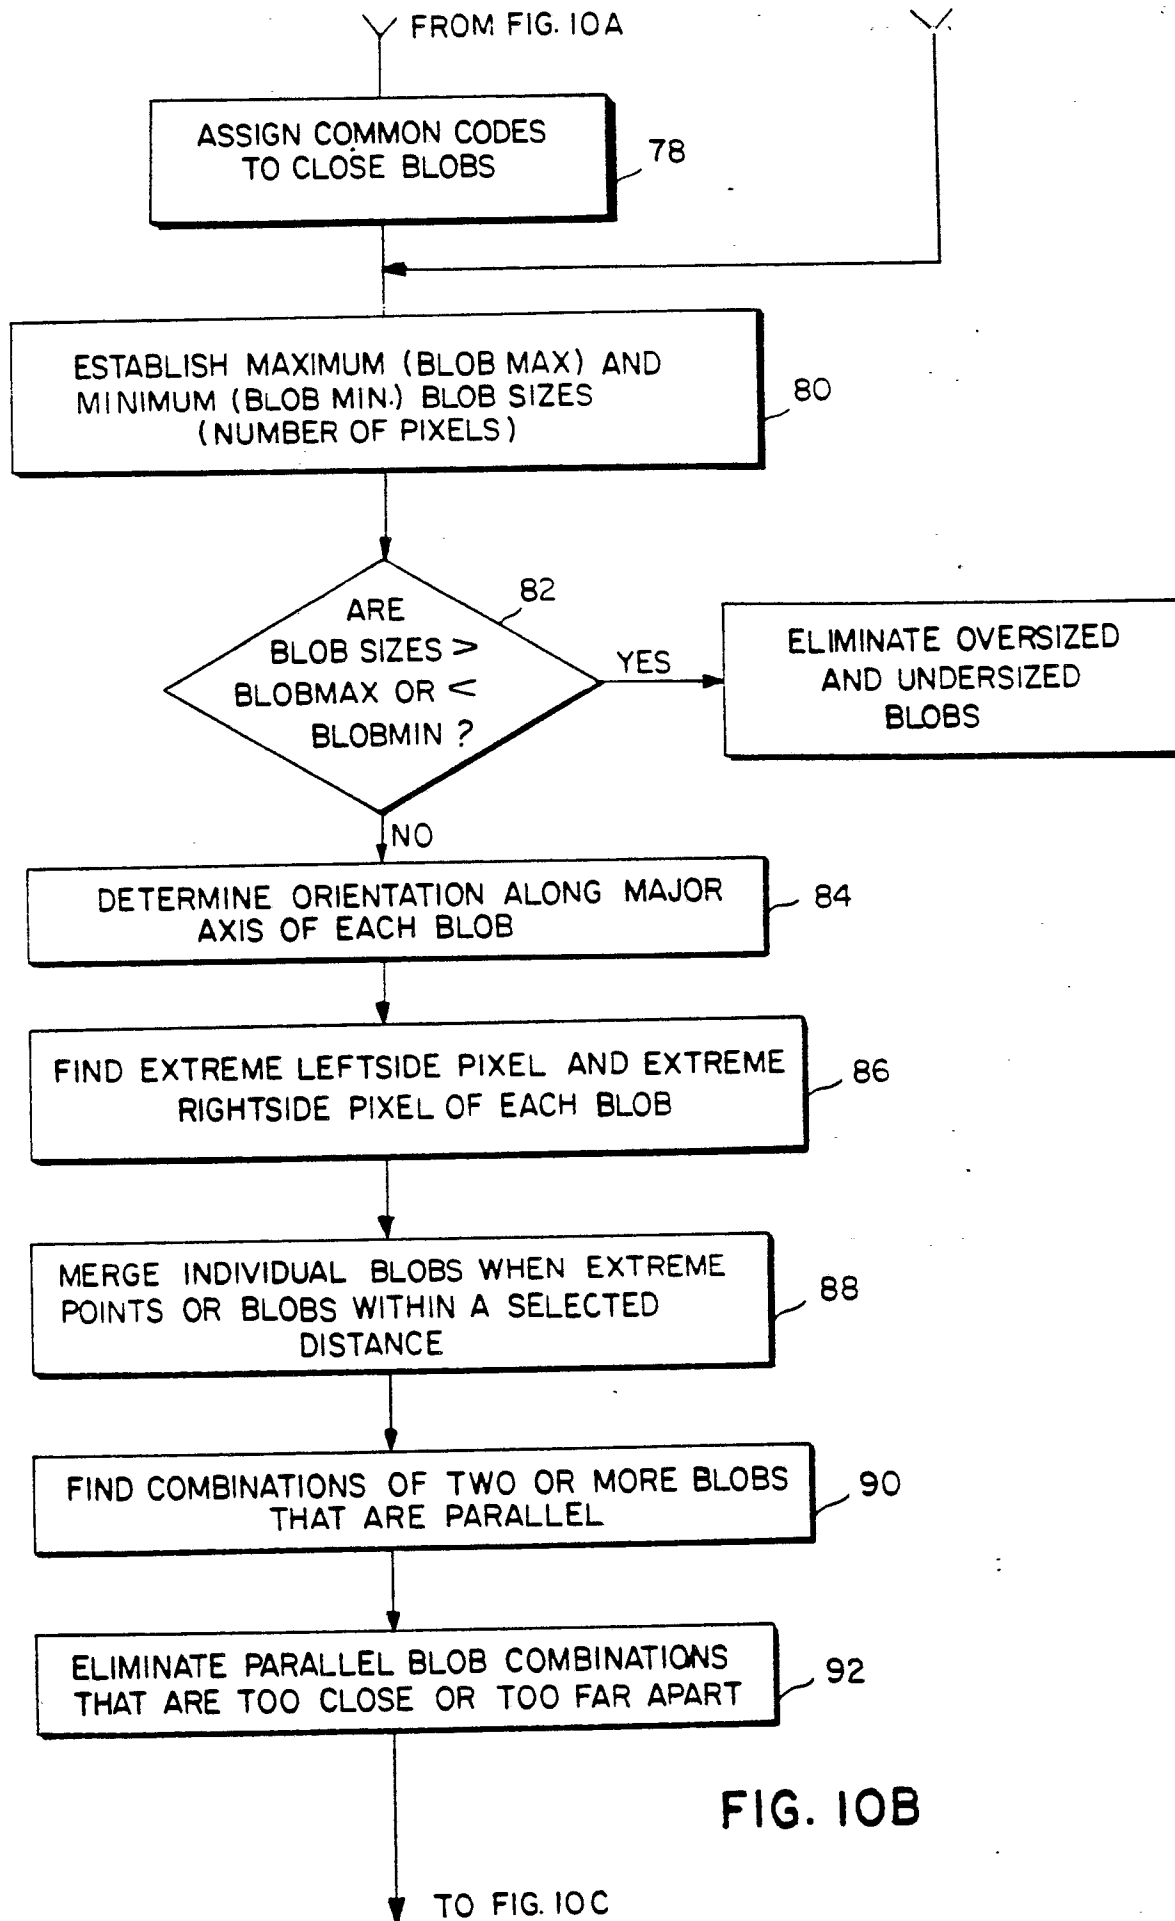 FROM FIG. 10A
ASSIGN COMMON CODES
TO CLOSE BLOBS
78
ESTABLISH MAXIMUM (BLOB MAX) AND
MINIMUM (BLOB MIN.) BLOB SIZES
(NUMBER OF PIXELS)
80
82
ARE
BLOB SIZES >
BLOBMAX OR <
BLOBMIN ?
YES
ELIMINATE OVERSIZED
AND UNDERSIZED
BLOBS
NO
DETERMINE ORIENTATION ALONG MAJOR
AXIS OF EACH BLOB
84
FIND EXTREME LEFTSIDE PIXEL AND EXTREME
RIGHTSIDE PIXEL OF EACH BLOB
86
MERGE INDIVIDUAL BLOBS WHEN EXTREME
POINTS OR BLOBS WITHIN A SELECTED
DISTANCE
88
FIND COMBINATIONS OF TWO OR MORE BLOBS
THAT ARE PARALLEL
90
ELIMINATE PARALLEL BLOB COMBINATIONS
THAT ARE TOO CLOSE OR TOO FAR APART
92
FIG. 10B
TO FIG. 10C